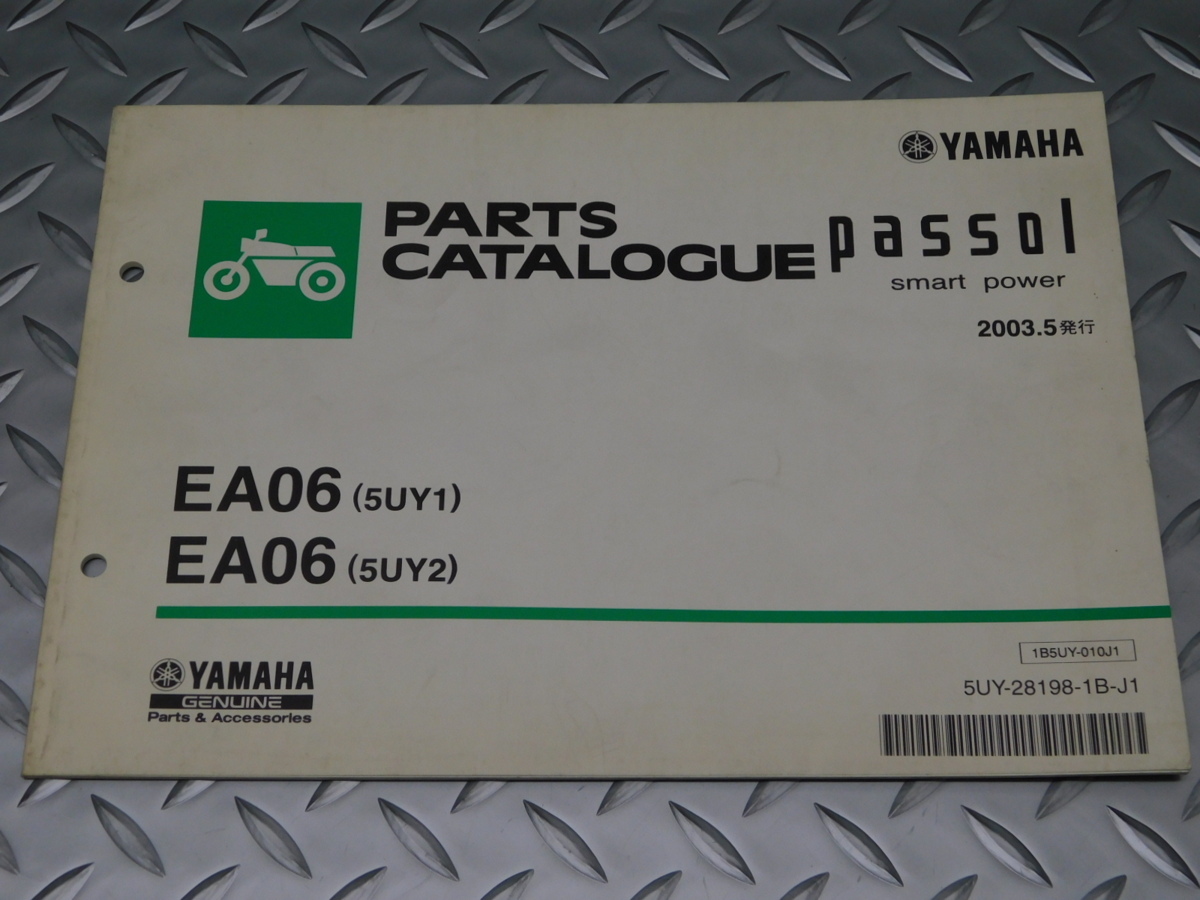 YAMAHA
PARTS
CATALOGUE
passol
smart power
2003.5発行
EA06 (5UY1)
EA06 (5UY2)
YAMAHA
GENUINE
Parts & Accessories
1B5UY-010J1
5UY-28198-1B-J1